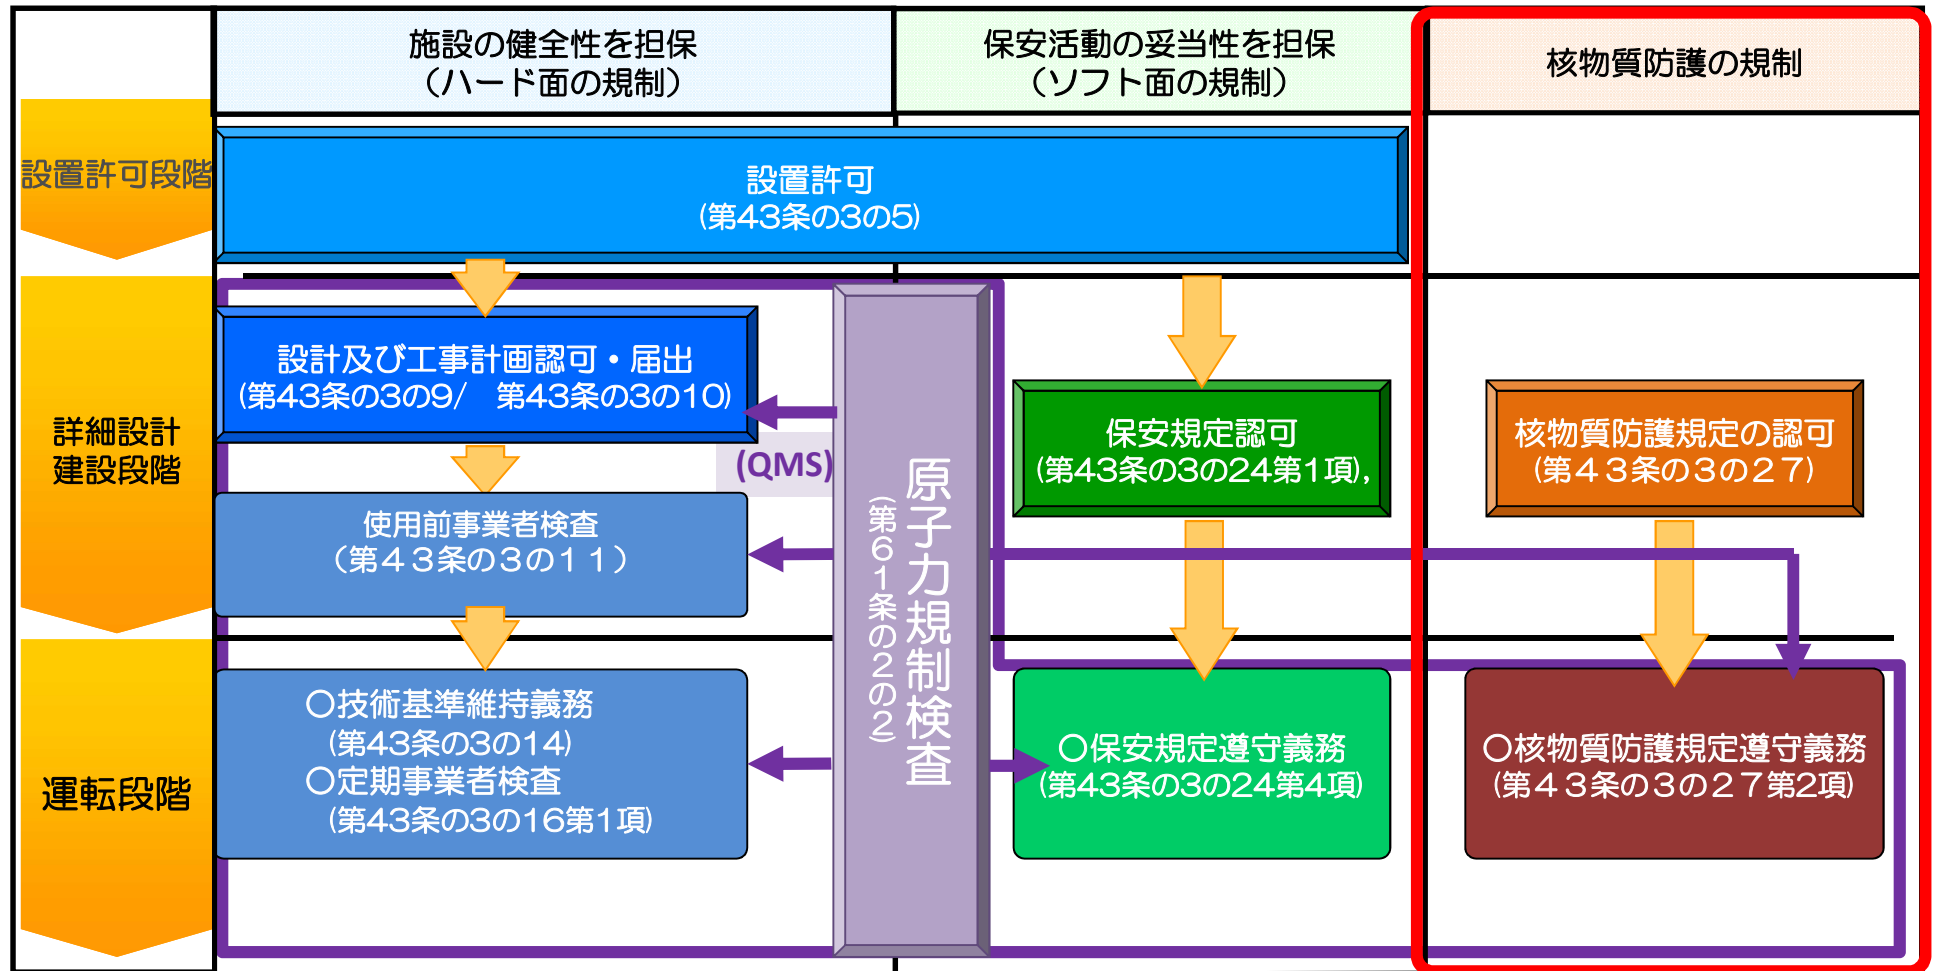 施設の健全性を担保
（ハード面の規制）
保安活動の妥当性を担保
（ソフト面の規制）
核物質防護の規制
設置許可段階
設置許可
(第43条の3の5)
詳細設計
建設段階
設計及び工事計画認可・届出
(第43条の3の9/　第43条の3の10)
(QMS)
使用前事業者検査
（第４３条の３の１１）
原子力規制検査
（第61条の2の2）
保安規定認可
(第43条の3の24第1項),
核物質防護規定の認可
(第４３条の３の２７)
運転段階
〇技術基準維持義務
(第43条の3の14)
〇定期事業者検査
(第43条の3の16第1項)
〇保安規定遵守義務
(第43条の3の24第4項)
〇核物質防護規定遵守義務
(第４３条の３の２７第2項)